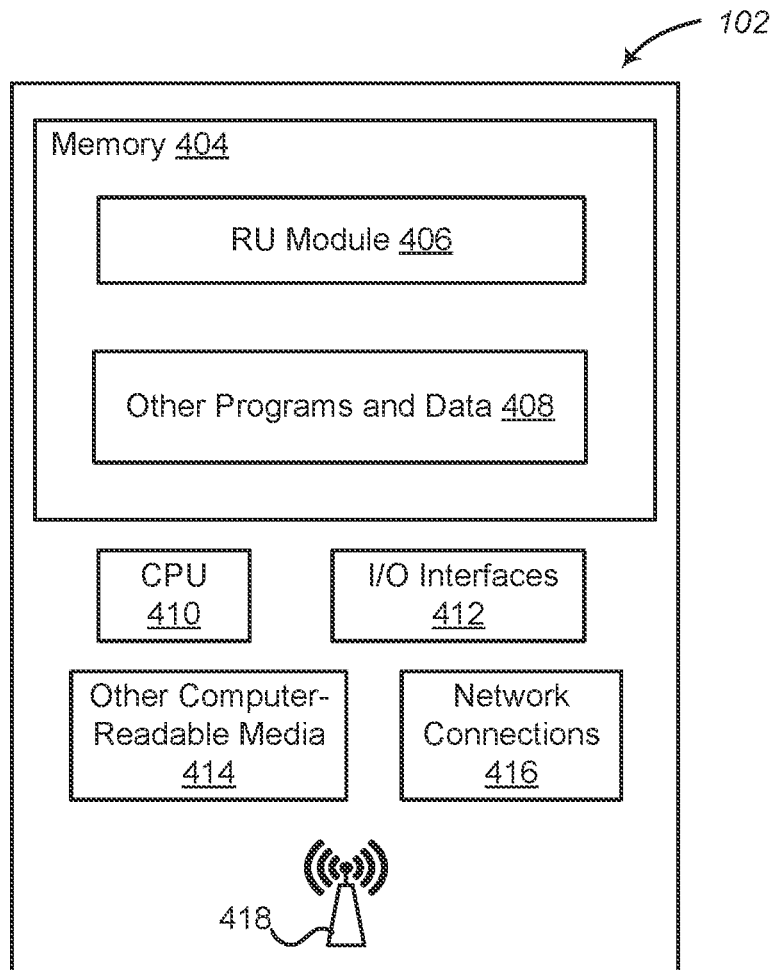 102
Memory 404
RU Module 406
Other Programs and Data 408
CPU
410
I/O Interfaces
412
Other Computer-
Readable Media
414
Network
Connections
416
418